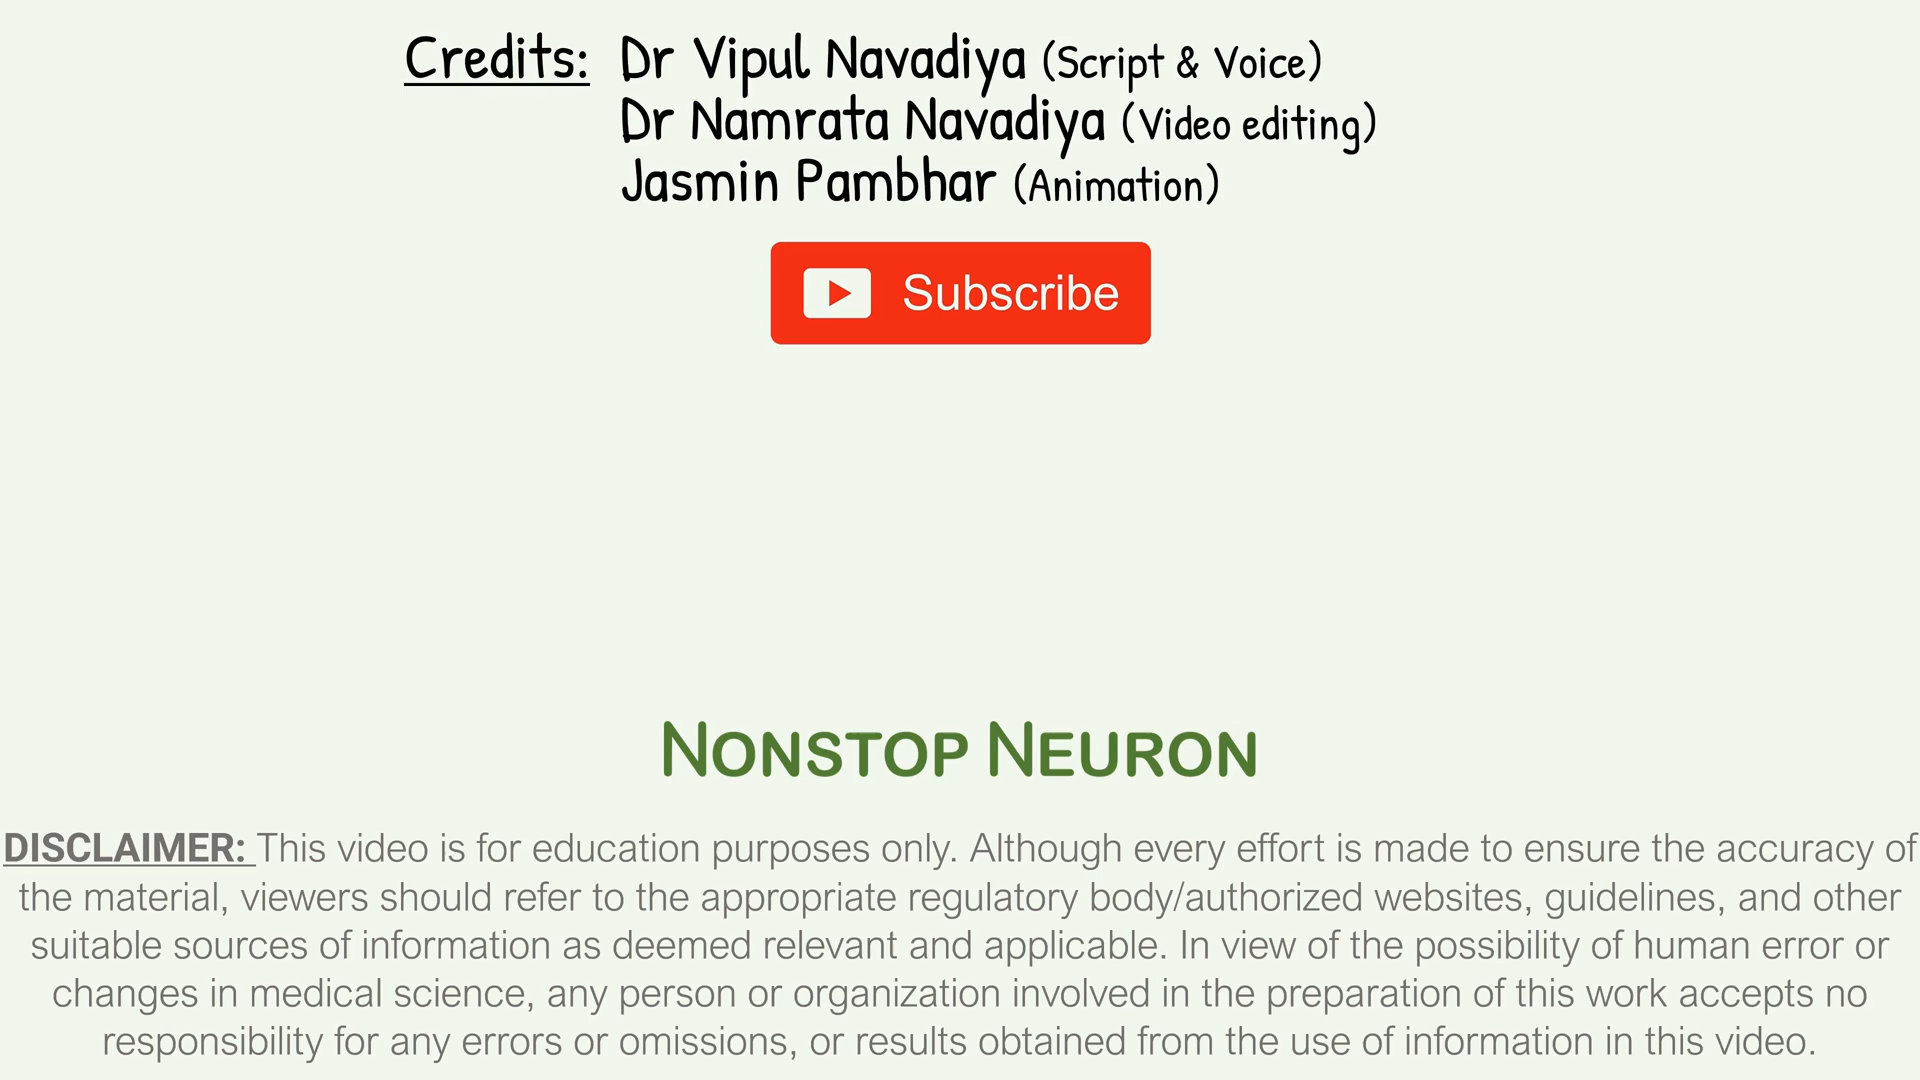 Credits: Dr Vipul Navadiya (Script & Voice)
Dr Namrata Navadiya (Video editing)
Jasmin Pambhar (Animation)
Subscribe
NONSTOP NEURON
DISCLAIMER: This video is for education purposes only. Although every effort is made to ensure the accuracy of
the material, viewers should refer to the appropriate regulatory body/authorized websites, guidelines, and other
suitable sources of information as deemed relevant and applicable. In view of the possibility of human error or
changes in medical science, any person or organization involved in the preparation of this work accepts no
responsibility for any errors or omissions, or results obtained from the use of information in this video.